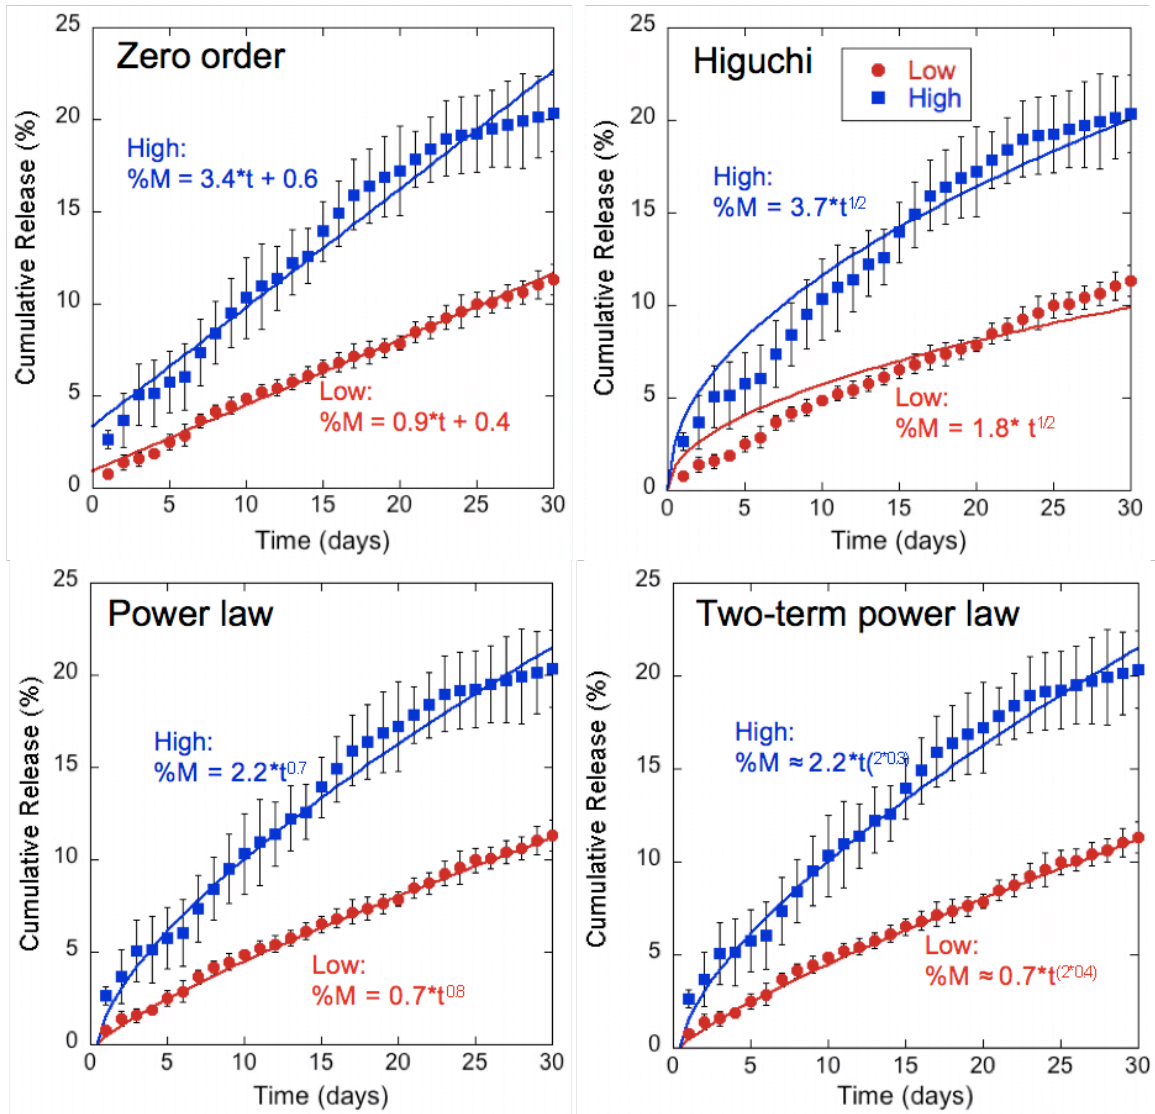 Zero order
High:
%M = 3.4*t + 0.6
Low:
%M = 0.9*t + 0.4
Cumulative Release (%)
25
20
15
10
5
0
0 5 10 15 20 25 30
Time (days)
Higuchi
Low
High
High:
%M = 3.7*t1/2
Low:
%M = 1.8* t1/2
Cumulative Release (%)
25
20
15
10
5
0
0 5 10 15 20 25 30
Time (days)
Power law
High:
%M = 2.2*t0.7
Low:
%M = 0.7*t0.8
Cumulative Release (%)
25
20
15
10
5
0
0 5 10 15 20 25 30
Time (days)
Two-term power law
High:
%M ≈ 2.2*t(2*0.3)
Low:
%M ≈ 0.7*t(2*0.4)
Cumulative Release (%)
25
20
15
10
5
0
0 5 10 15 20 25 30
Time (days)